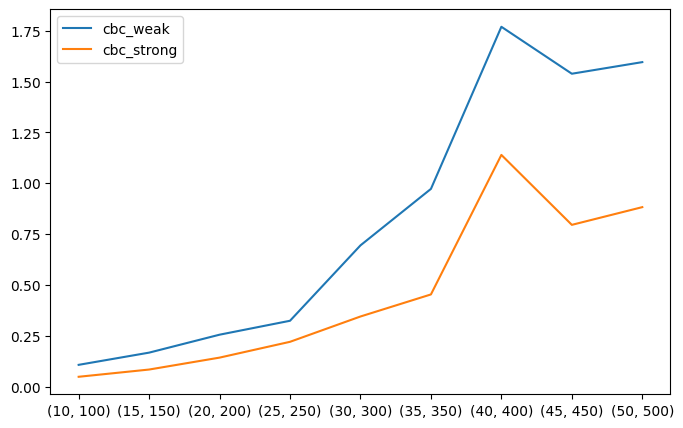 cbc_weak
cbc_strong
1.75
1.50
1.25
1.00
0.75
0.50
0.25
0.00
(10, 100) (15, 150) (20, 200) (25, 250) (30, 300) (35, 350) (40, 400) (45, 450) (50, 500)